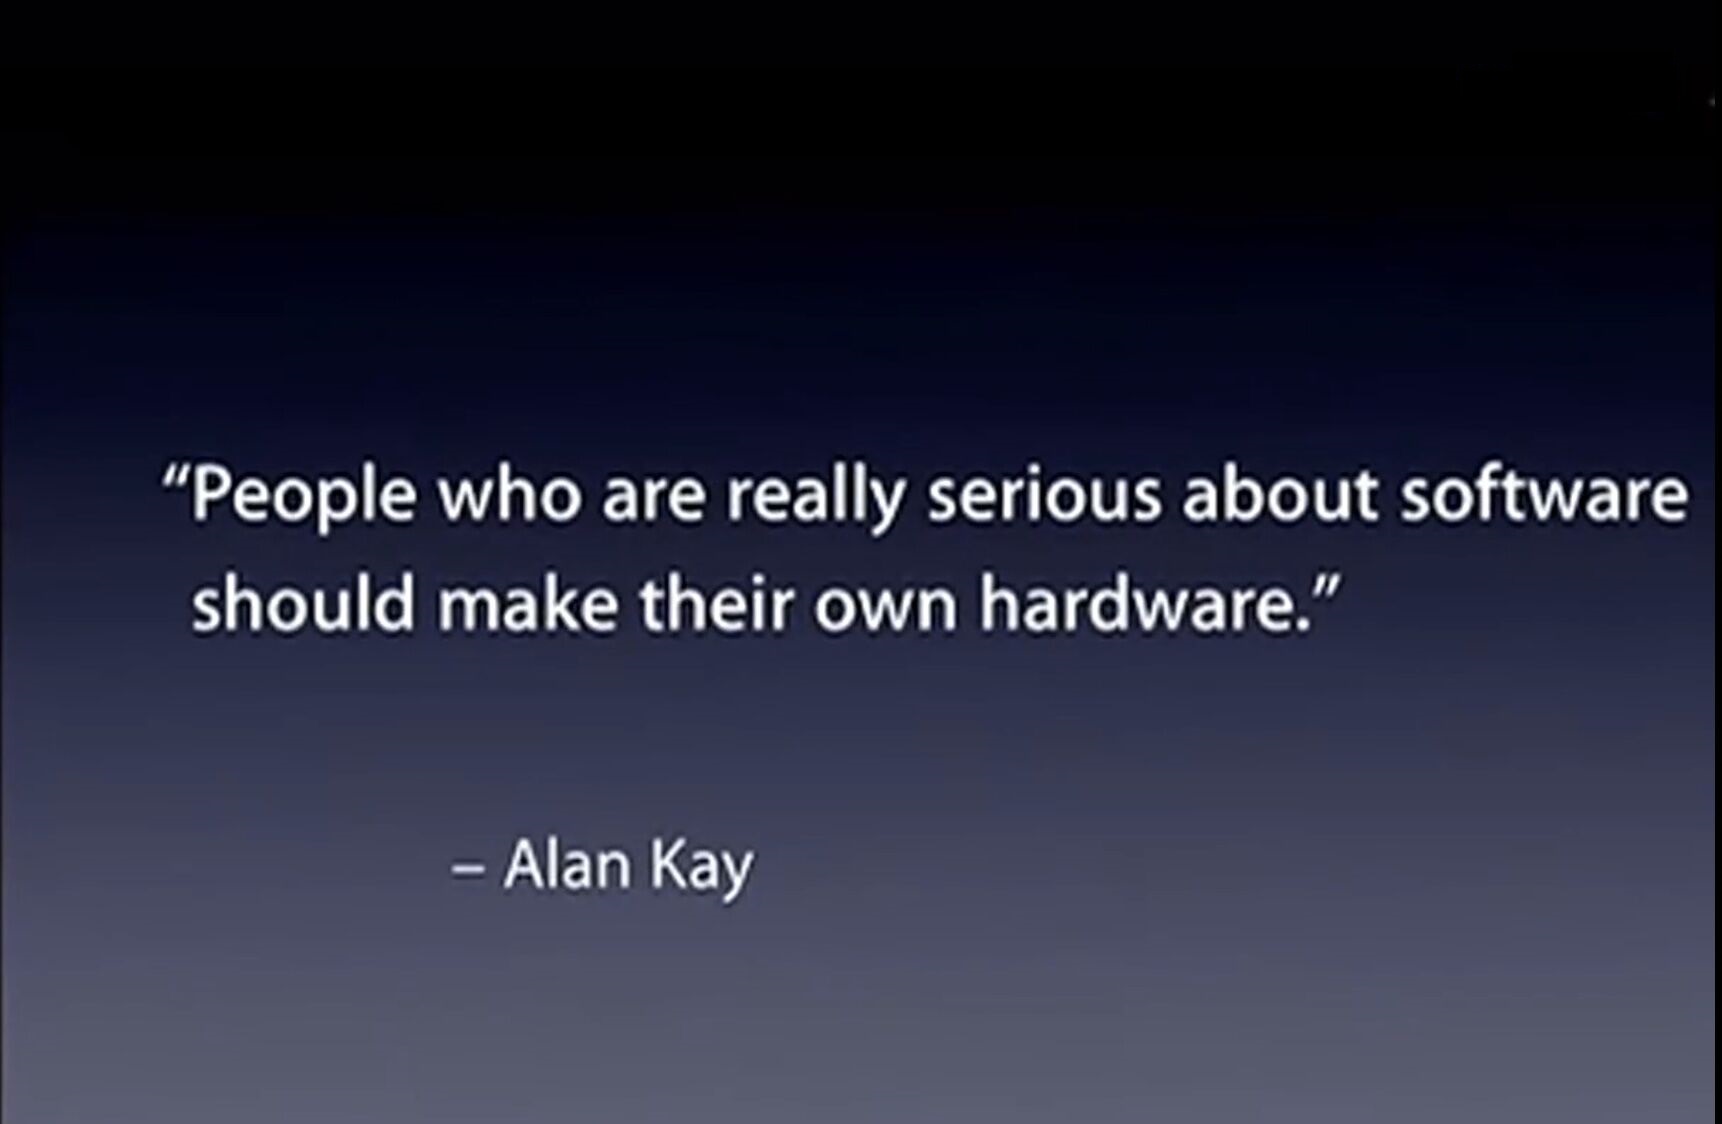 “People who are really serious about software
should make their own hardware.”
– Alan Kay